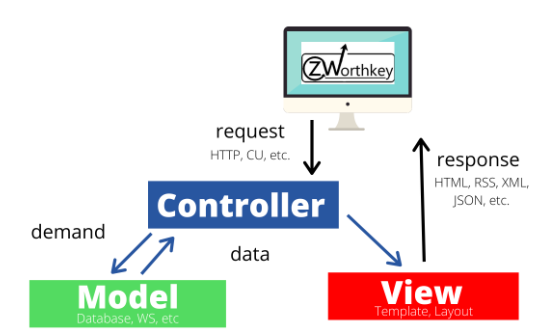 ZWorthkey
request
HTTP, CU, etc.
response
HTML, RSS, XML,
JSON, etc.
Controller
demand
data
Model
Database, WS, etc
View
Template, Layout